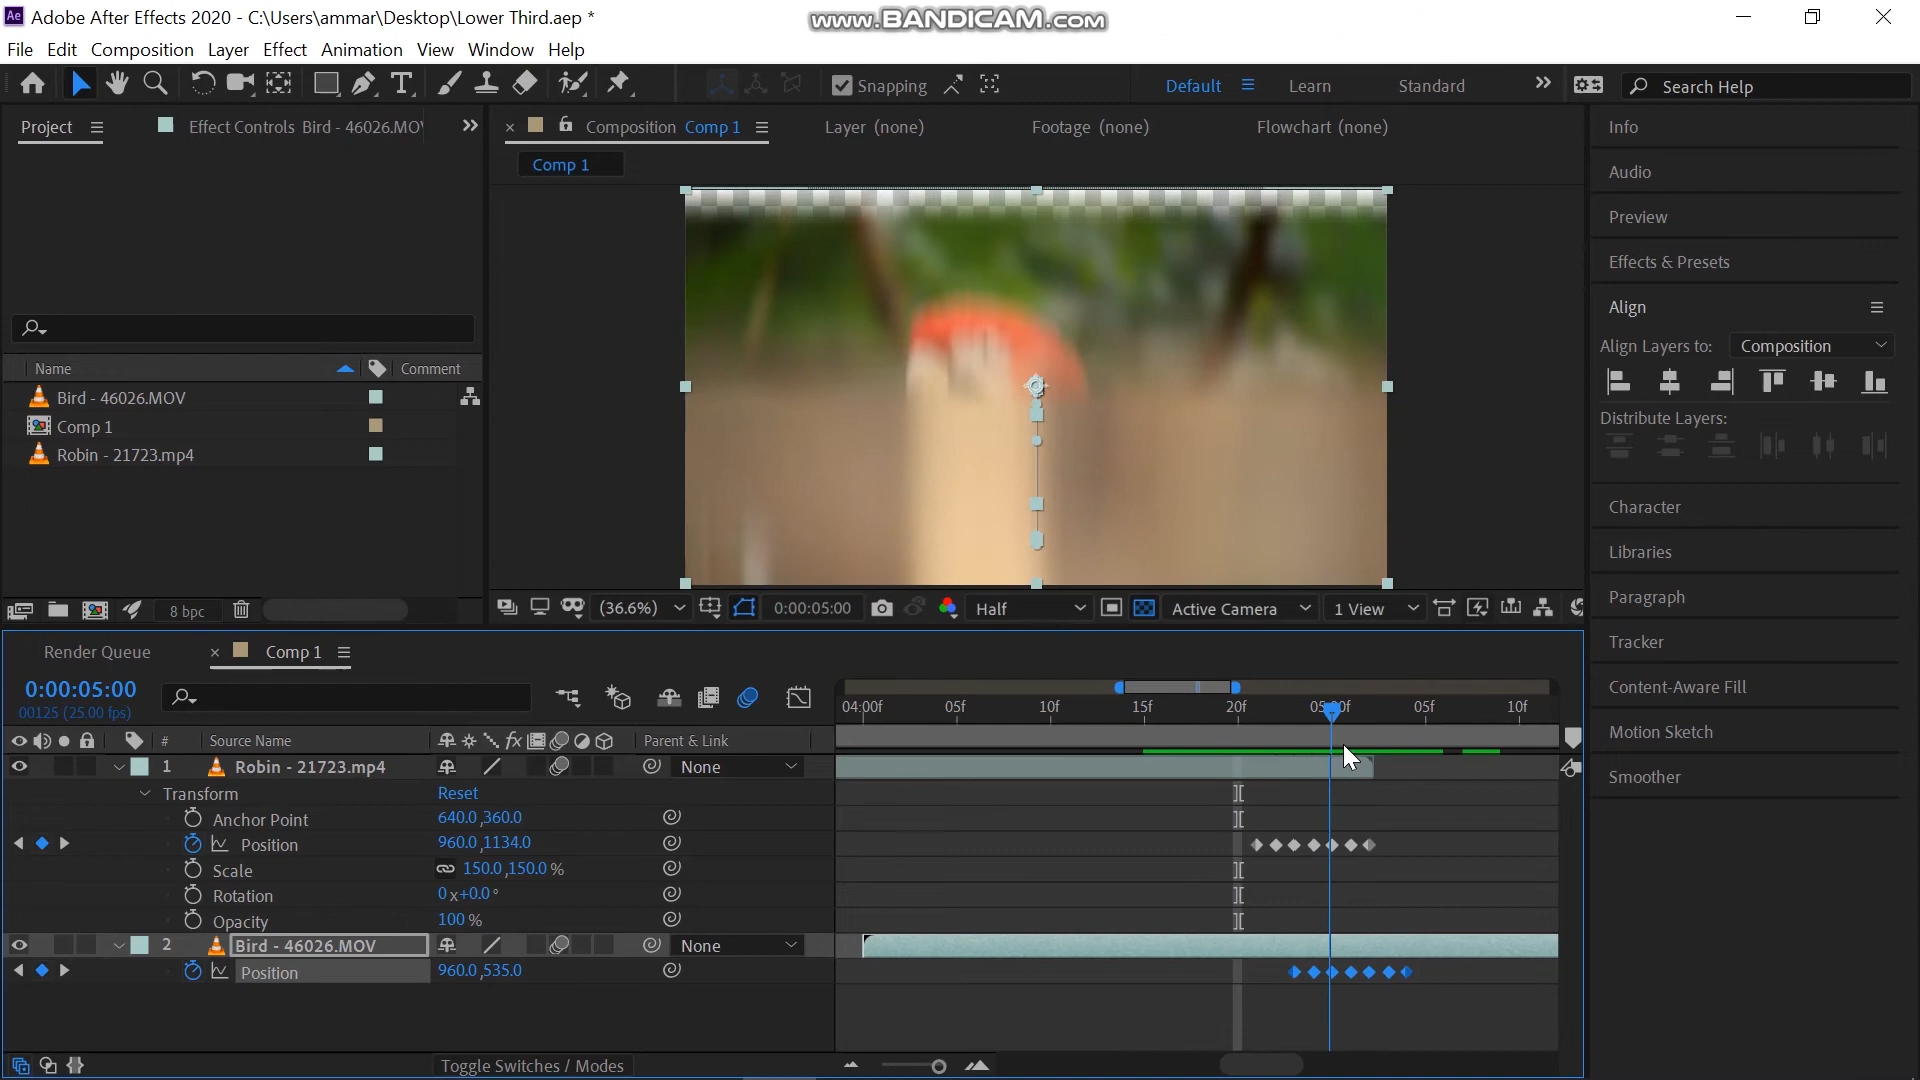 Ae Adobe After Effects 2020 - C:\Users\ammar\Desktop\Lower Third.aep *
www.BANDICAM.com
File Edit Composition Layer Effect Animation View Window Help
Snapping Default Learn Standard Search Help
Project Effect Controls Bird - 46026.MO
Composition Comp 1 Layer (none) Footage (none) Flowchart (none)
Comp 1
Info
Audio
Preview
Effects & Presets
Align
Align Layers to: Composition
Distribute Layers:
Character
Libraries
Paragraph
Tracker
Content-Aware Fill
Motion Sketch
Smoother
Name Comment
Bird - 46026.MOV
Comp 1
Robin - 21723.mp4
8 bpc
(36.6%) 0:00:05:00 Half Active Camera 1 View
Render Queue Comp 1
0:00:05:00
00125 (25.00 fps)
04:00f 05f 10f 15f 20f 05:00f 05f 10f
# Source Name Parent & Link
1 Robin - 21723.mp4 None
Transform Reset
Anchor Point 640.0,360.0
Position 960.0,1134.0
Scale 150.0,150.0%
Rotation 0x+0.0°
Opacity 100%
2 Bird - 46026.MOV None
Position 960.0,535.0
Toggle Switches / Modes